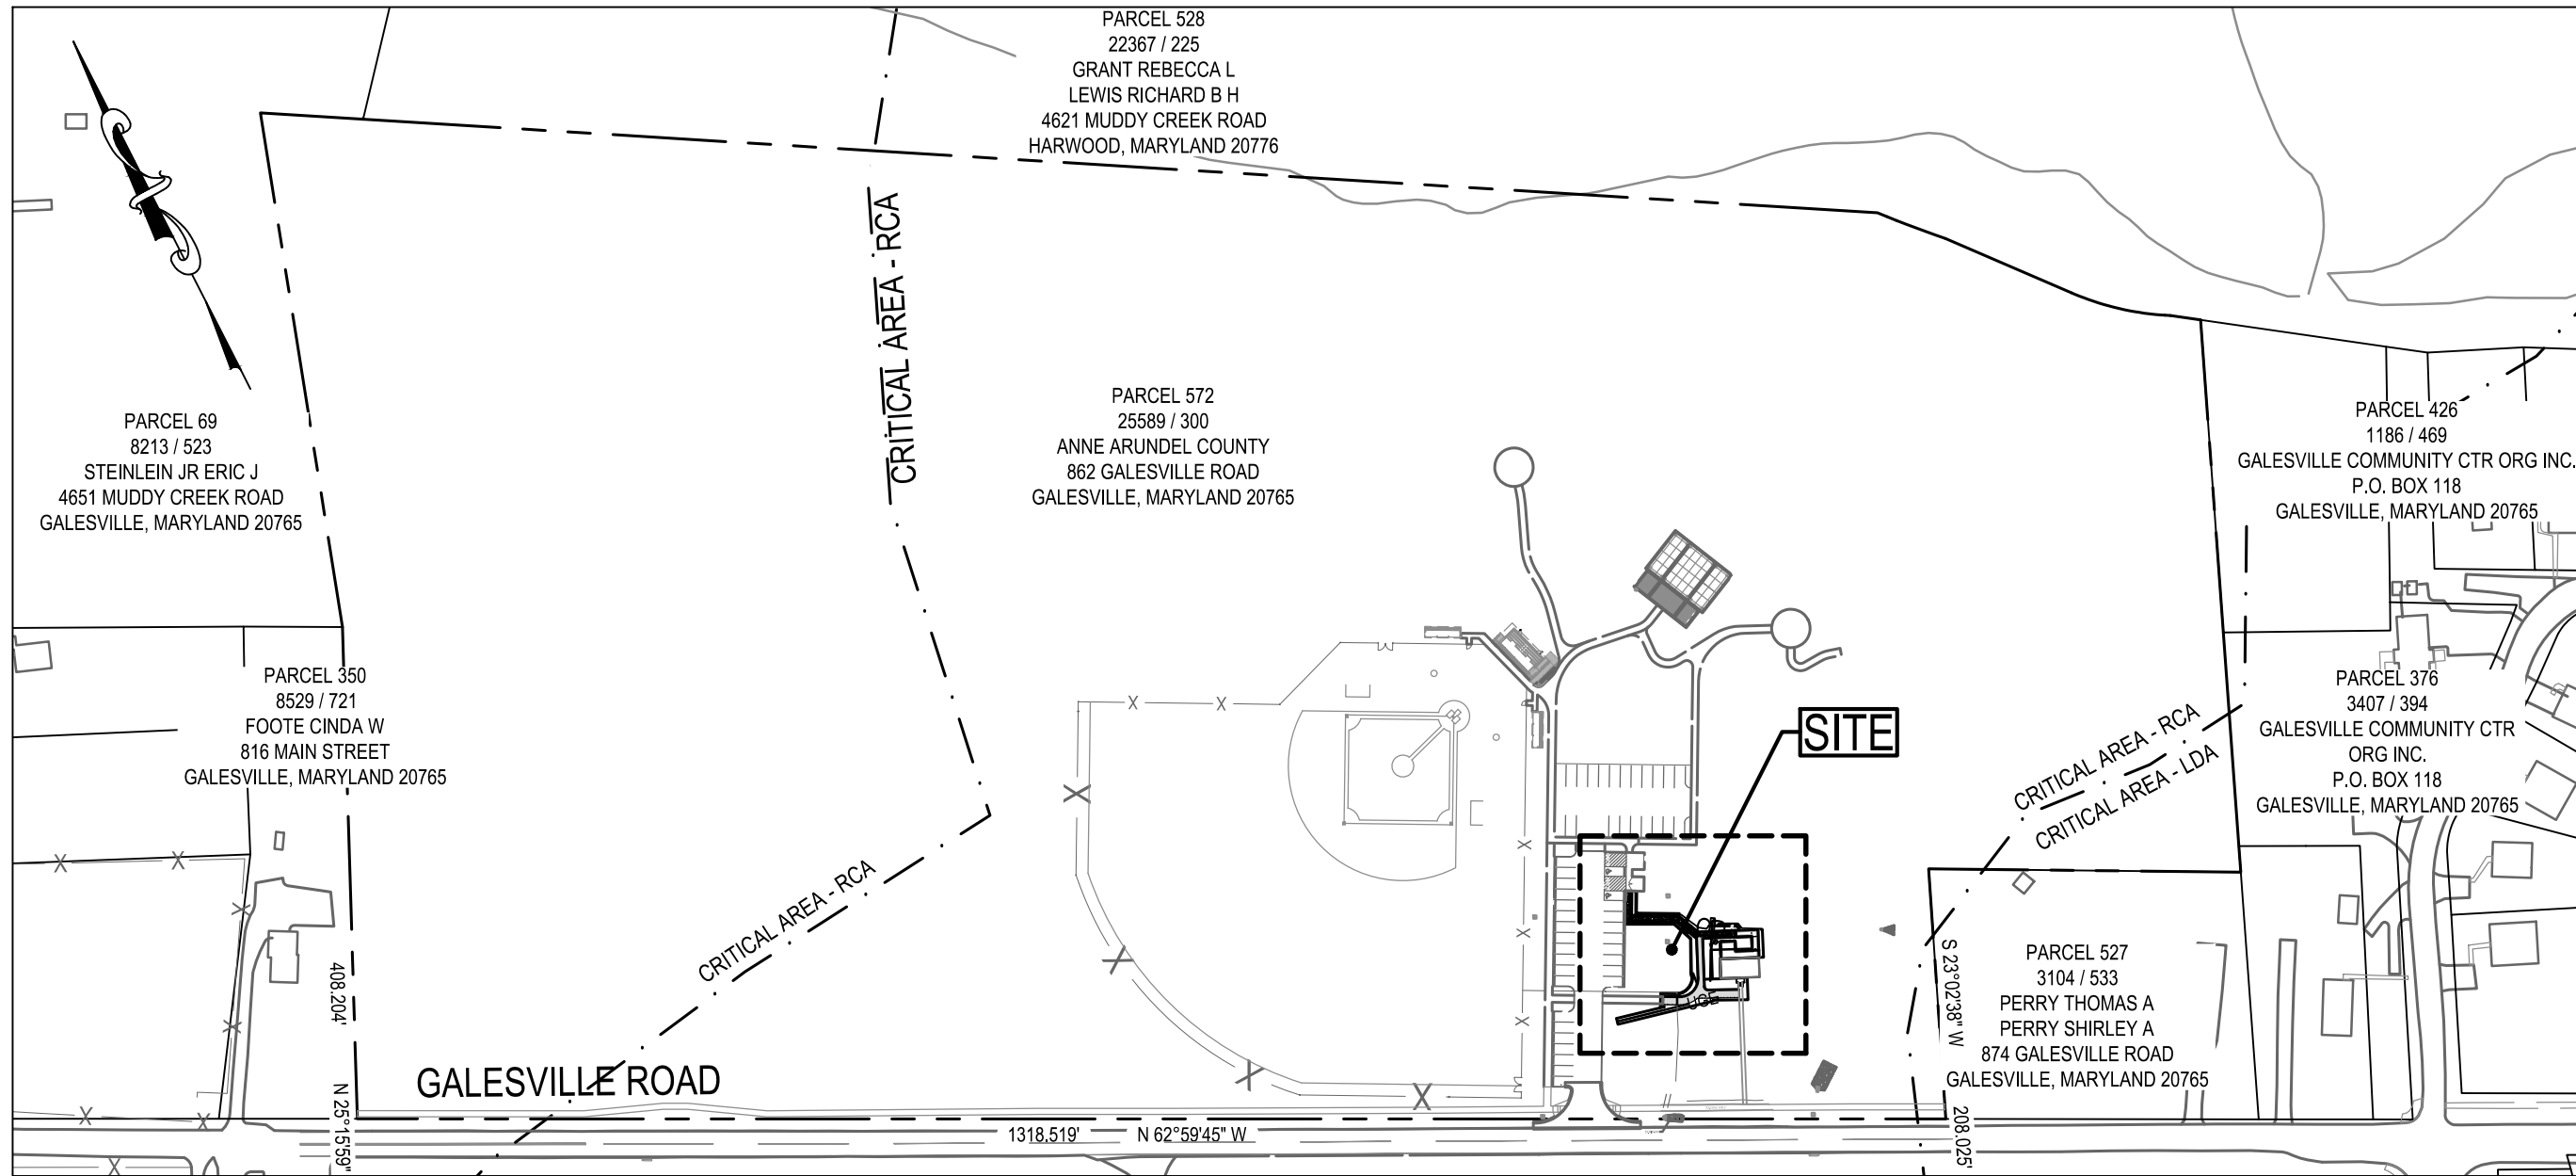 PARCEL 528
22367 / 225
GRANT REBECCA L
LEWIS RICHARD B H
4621 MUDDY CREEK ROAD
HARWOOD, MARYLAND 20776
CRITICAL AREA - RCA
PARCEL 69
8213 / 523
STEINLEIN JR ERIC J
4651 MUDDY CREEK ROAD
GALESVILLE, MARYLAND 20765
PARCEL 572
25589 / 300
ANNE ARUNDEL COUNTY
862 GALESVILLE ROAD
GALESVILLE, MARYLAND 20765
PARCEL 426
1186 / 469
GALESVILLE COMMUNITY CTR ORG INC.
P.O. BOX 118
GALESVILLE, MARYLAND 20765
PARCEL 350
8529 / 721
FOOTE CINDA W
816 MAIN STREET
GALESVILLE, MARYLAND 20765
SITE
CRITICAL AREA - RCA
CRITICAL AREA - LDA
PARCEL 376
3407 / 394
GALESVILLE COMMUNITY CTR
ORG INC.
P.O. BOX 118
GALESVILLE, MARYLAND 20765
CRITICAL AREA - RCA
408.204'
N 25°15'59"
UGE
S 23°02'38" W
208.025'
PARCEL 527
3104 / 533
PERRY THOMAS A
PERRY SHIRLEY A
874 GALESVILLE ROAD
GALESVILLE, MARYLAND 20765
GALESVILLE ROAD
1318.519'
N 62°59'45" W